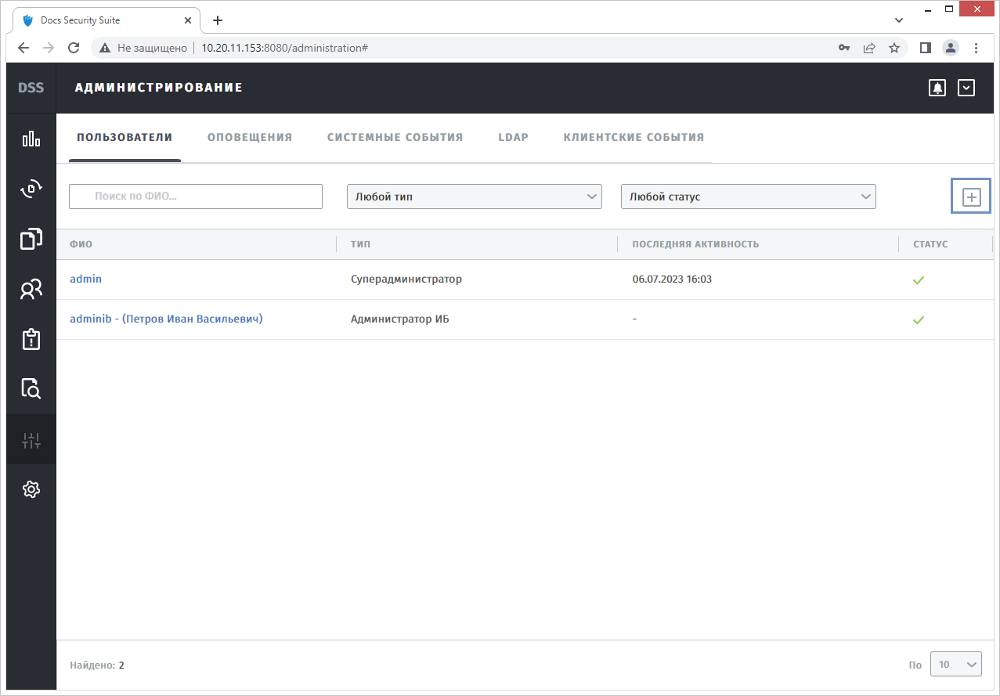 Docs Security Suite
Не защищено 10.20.11.153:8080/administration#
DSS АДМИНИСТРИРОВАНИЕ
ПОЛЬЗОВАТЕЛИ ОПОВЕЩЕНИЯ СИСТЕМНЫЕ СОБЫТИЯ LDAP КЛИЕНТСКИЕ СОБЫТИЯ
Поиск по ФИО... Любой тип Любой статус
ФИО ТИП ПОСЛЕДНЯЯ АКТИВНОСТЬ СТАТУС
admin Суперадминистратор 06.07.2023 16:03
adminib - (Петров Иван Васильевич) Администратор ИБ -
Найдено: 2 По 10